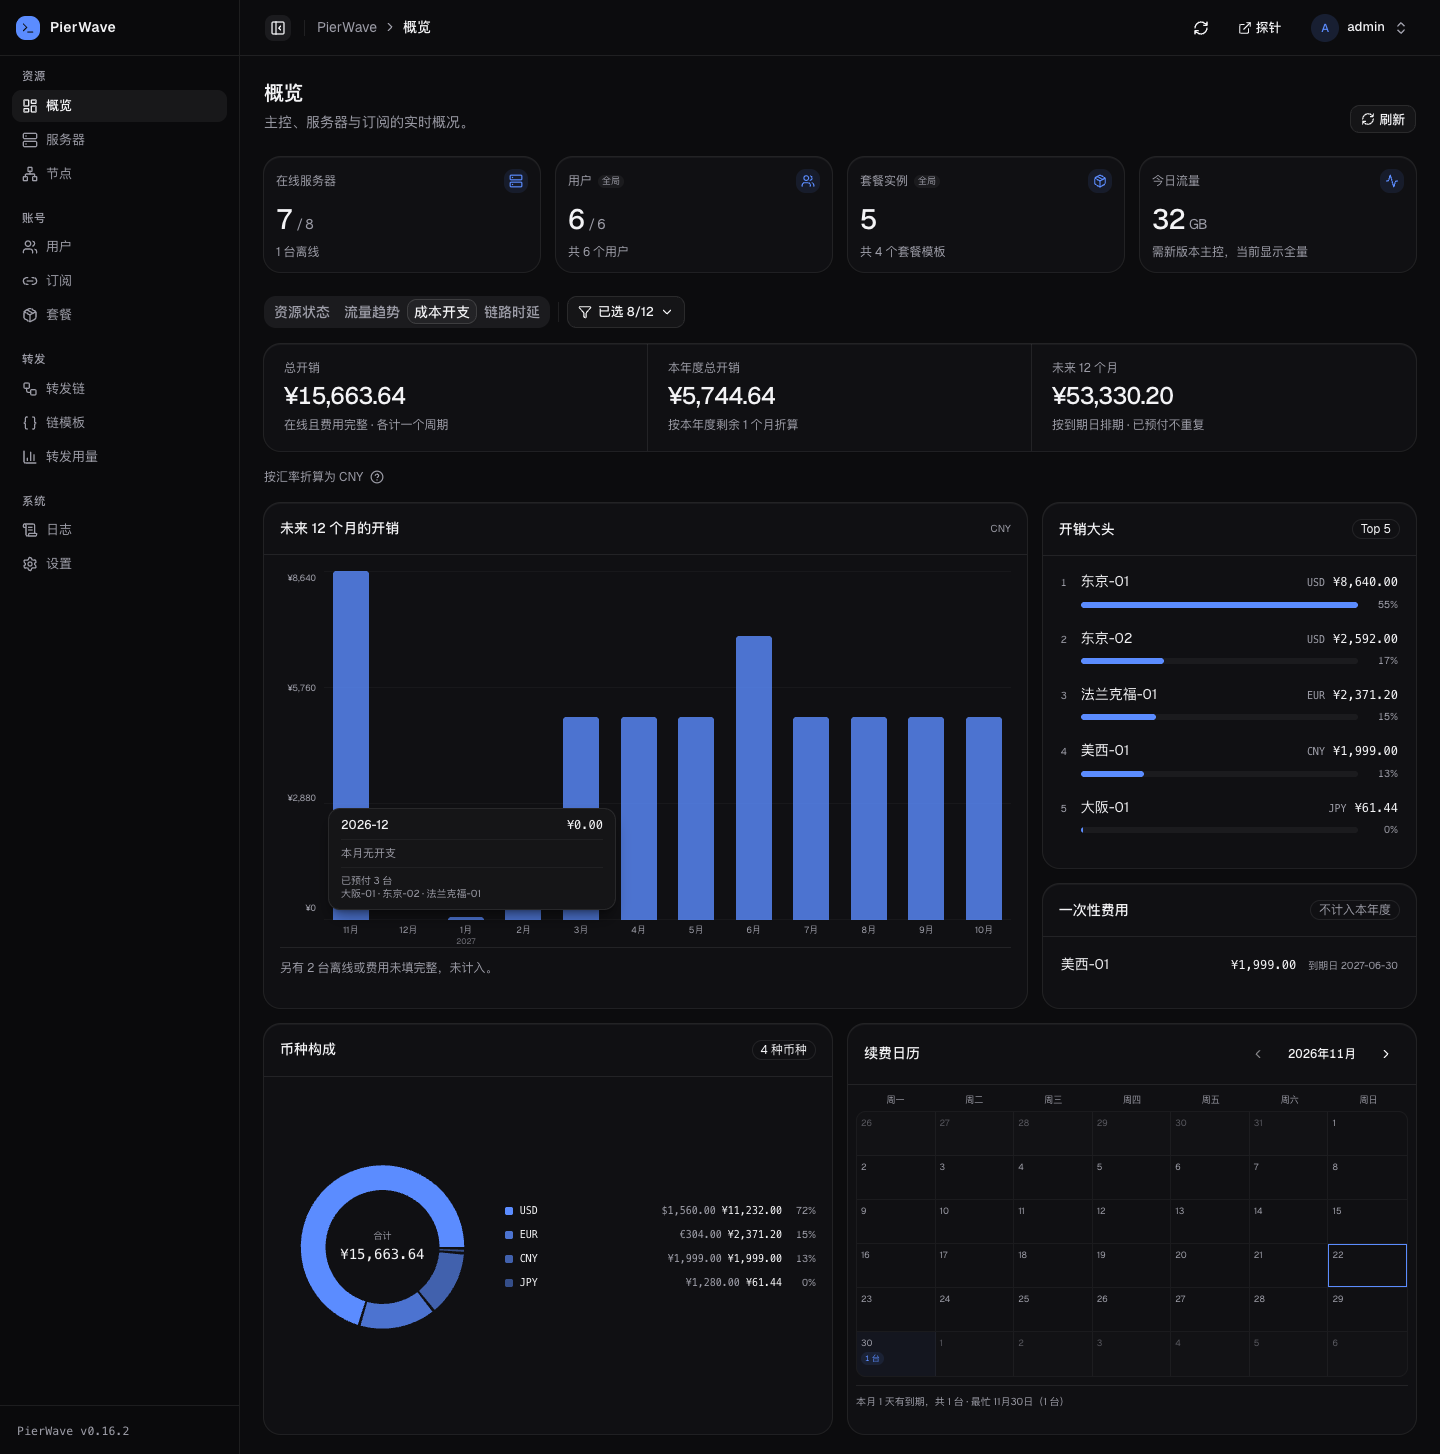 PierWave
PierWave > 概览
探针
A admin
资源
概览
服务器
节点
账号
用户
订阅
套餐
转发
转发链
链模板
转发用量
系统
日志
设置
PierWave v0.16.2
概览
主控、服务器与订阅的实时概况。
刷新
在线服务器
7 / 8
1 台离线
用户 全局
6 / 6
共 6 个用户
套餐实例 全局
5
共 4 个套餐模板
今日流量
32 GB
需新版本主控，当前显示全量
资源状态 流量趋势 成本开支 链路时延
已选 8/12
总开销
¥15,663.64
在线且费用完整 · 各计一个周期
本年度总开销
¥5,744.64
按本年度剩余 1 个月折算
未来 12 个月
¥53,330.20
按到期日排期 · 已预付不重复
按汇率折算为 CNY
未来 12 个月的开销 CNY
¥8,640
¥5,760
¥2,880
¥0
2026-12 ¥0.00
本月无开支
已预付 3 台
大阪-01 · 东京-02 · 法兰克福-01
11月 12月 1月 2月 3月 4月 5月 6月 7月 8月 9月 10月
2027
另有 2 台离线或费用未填完整，未计入。
开销大头 Top 5
1 东京-01 USD ¥8,640.00
55%
2 东京-02 USD ¥2,592.00
17%
3 法兰克福-01 EUR ¥2,371.20
15%
4 美西-01 CNY ¥1,999.00
13%
5 大阪-01 JPY ¥61.44
0%
一次性费用 不计入本年度
美西-01 ¥1,999.00 到期日 2027-06-30
币种构成 4 种币种
合计
¥15,663.64
USD $1,560.00 ¥11,232.00 72%
EUR €304.00 ¥2,371.20 15%
CNY ¥1,999.00 ¥1,999.00 13%
JPY ¥1,280.00 ¥61.44 0%
续费日历 2026年11月
周一 周二 周三 周四 周五 周六 周日
26 27 28 29 30 31 1
2 3 4 5 6 7 8
9 10 11 12 13 14 15
16 17 18 19 20 21 22
23 24 25 26 27 28 29
30 1 2 3 4 5 6
1 台
本月 1 天有到期，共 1 台 · 最忙 11月30日（1 台）